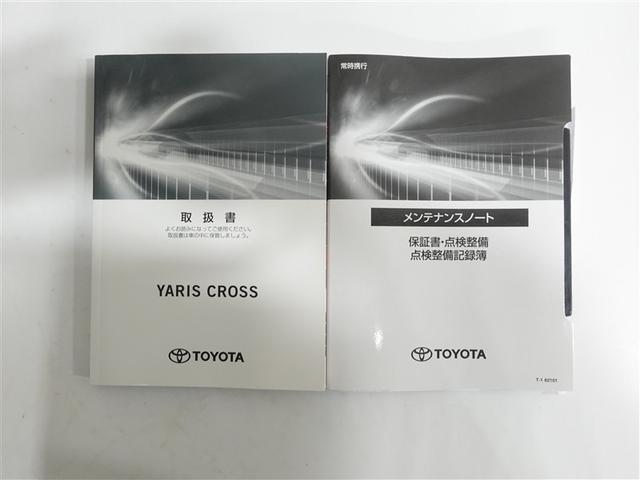 取扱書
よくお読みになってご使用ください。
取扱書は車の中に保管しましょう。
YARIS CROSS
TOYOTA
常時携行
メンテナンスノート
保証書・点検整備
点検整備記録簿
TOYOTA
T-1 62101